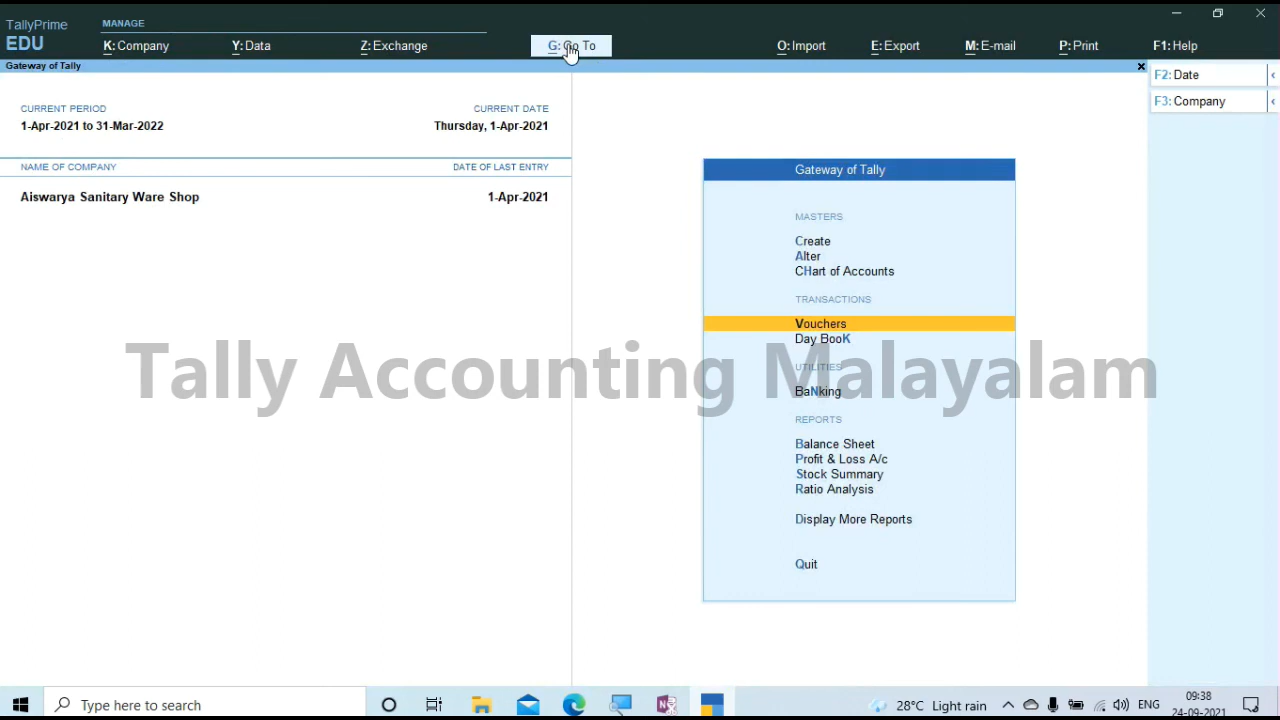 TallyPrime
EDU
MANAGE
K: Company
Y: Data
Z: Exchange
G: Go To
O: Import
E: Export
M: E-mail
P: Print
F1: Help
Gateway of Tally
F2: Date
F3: Company
CURRENT PERIOD
CURRENT DATE
1-Apr-2021 to 31-Mar-2022
Thursday, 1-Apr-2021
NAME OF COMPANY
DATE OF LAST ENTRY
Aiswarya Sanitary Ware Shop
1-Apr-2021
Gateway of Tally
MASTERS
Create
Alter
CHart of Accounts
TRANSACTIONS
Vouchers
Day BooK
UTILITIES
BaNking
REPORTS
Balance Sheet
Profit & Loss A/c
Stock Summary
Ratio Analysis
Display More Reports
Quit
Tally Accounting Malayalam
Type here to search
28°C Light rain
ENG
09:38
24-09-2021